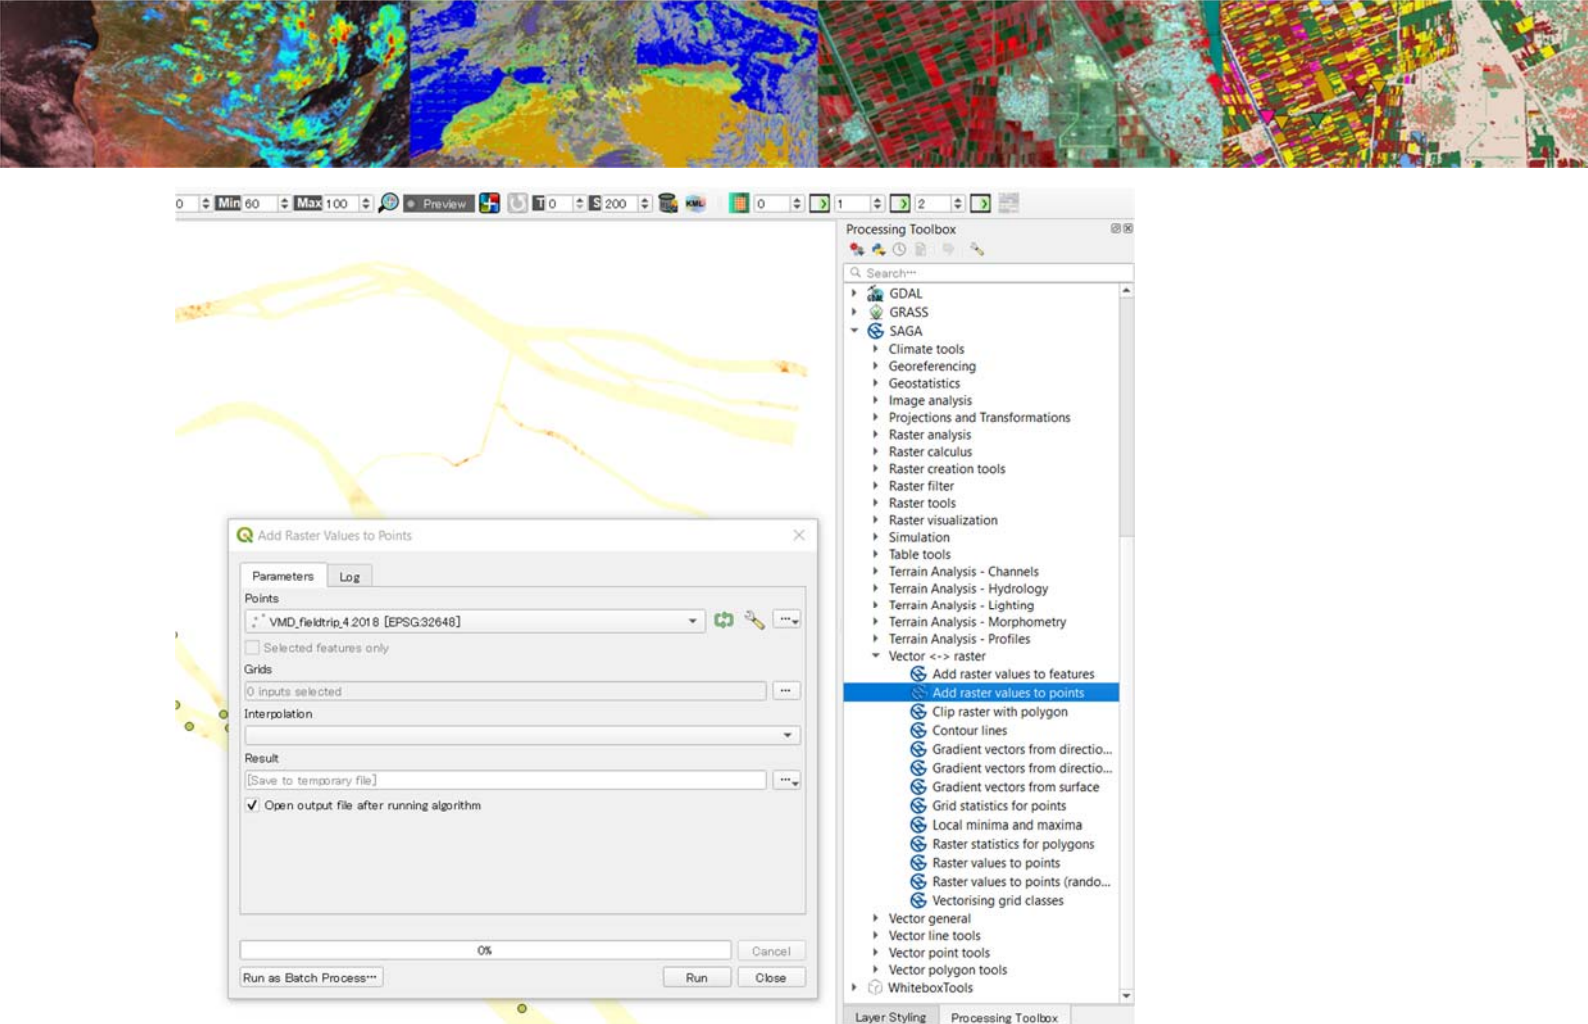 0 Min 60 Max 100 Preview T 0 S 200 KML 0 1 2
Processing Toolbox
Search…
GDAL
GRASS
SAGA
Climate tools
Georeferencing
Geostatistics
Image analysis
Projections and Transformations
Raster analysis
Raster calculus
Raster creation tools
Raster filter
Raster tools
Raster visualization
Simulation
Table tools
Terrain Analysis - Channels
Terrain Analysis - Hydrology
Terrain Analysis - Lighting
Terrain Analysis - Morphometry
Terrain Analysis - Profiles
Vector <-> raster
Add raster values to features
Add raster values to points
Clip raster with polygon
Contour lines
Gradient vectors from directio...
Gradient vectors from directio...
Gradient vectors from surface
Grid statistics for points
Local minima and maxima
Raster statistics for polygons
Raster values to points
Raster values to points (rando...
Vectorising grid classes
Vector general
Vector line tools
Vector point tools
Vector polygon tools
WhiteboxTools
Layer Styling Processing Toolbox
Add Raster Values to Points
Parameters Log
Points
VMD_fieldtrip_4.2018 [EPSG:32648]
Selected features only
Grids
0 inputs selected
Interpolation
Result
[Save to temporary file]
Open output file after running algorithm
0%
Cancel
Run as Batch Process…
Run
Close